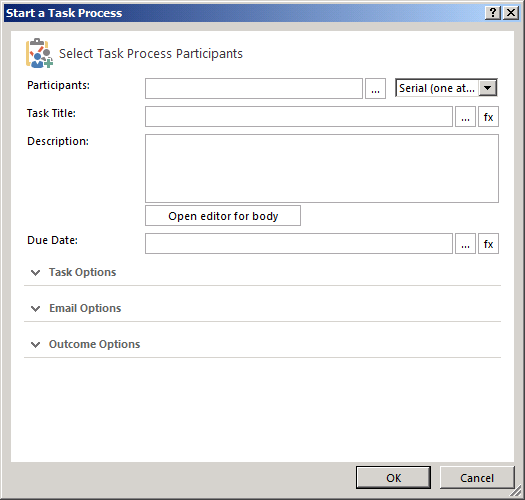 Start a Task Process
Select Task Process Participants
Participants:
...
Serial (one at...
Task Title:
...
fx
Description:
Open editor for body
Due Date:
...
fx
Task Options
Email Options
Outcome Options
OK
Cancel